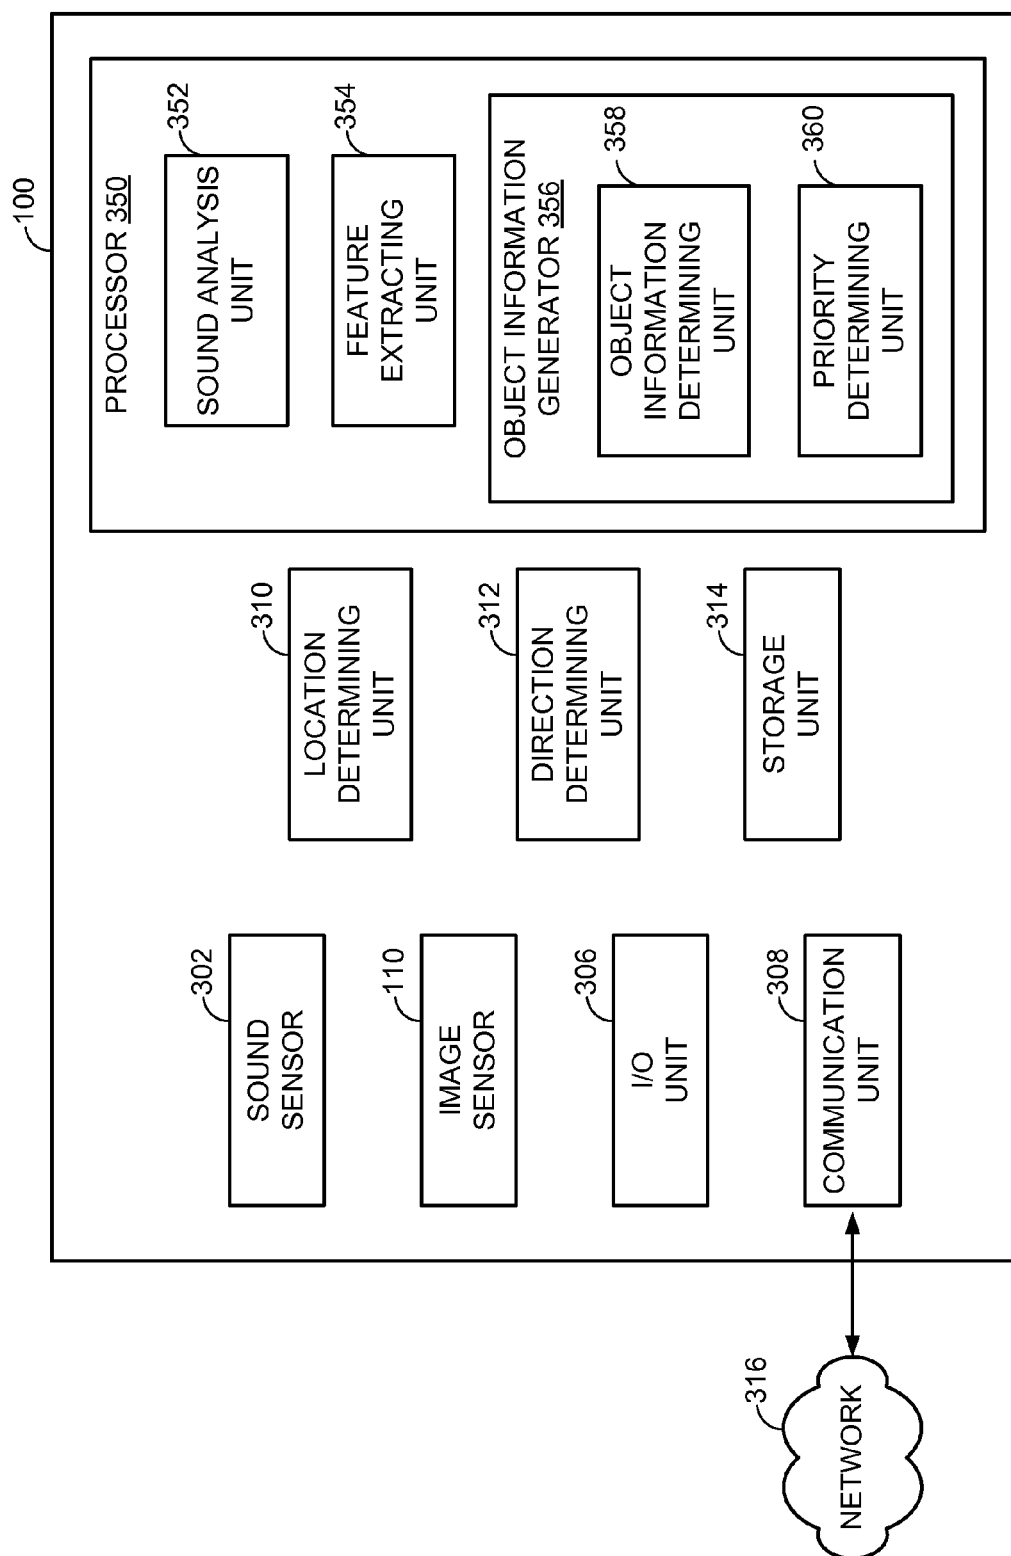 100
302
SOUND
SENSOR
110
IMAGE
SENSOR
306
I/O
UNIT
308
COMMUNICATION
UNIT
316
NETWORK
310
LOCATION
DETERMINING
UNIT
312
DIRECTION
DETERMINING
UNIT
314
STORAGE
UNIT
PROCESSOR 350
352
SOUND ANALYSIS
UNIT
354
FEATURE
EXTRACTING
UNIT
OBJECT INFORMATION
GENERATOR 356
358
OBJECT
INFORMATION
DETERMINING
UNIT
360
PRIORITY
DETERMINING
UNIT